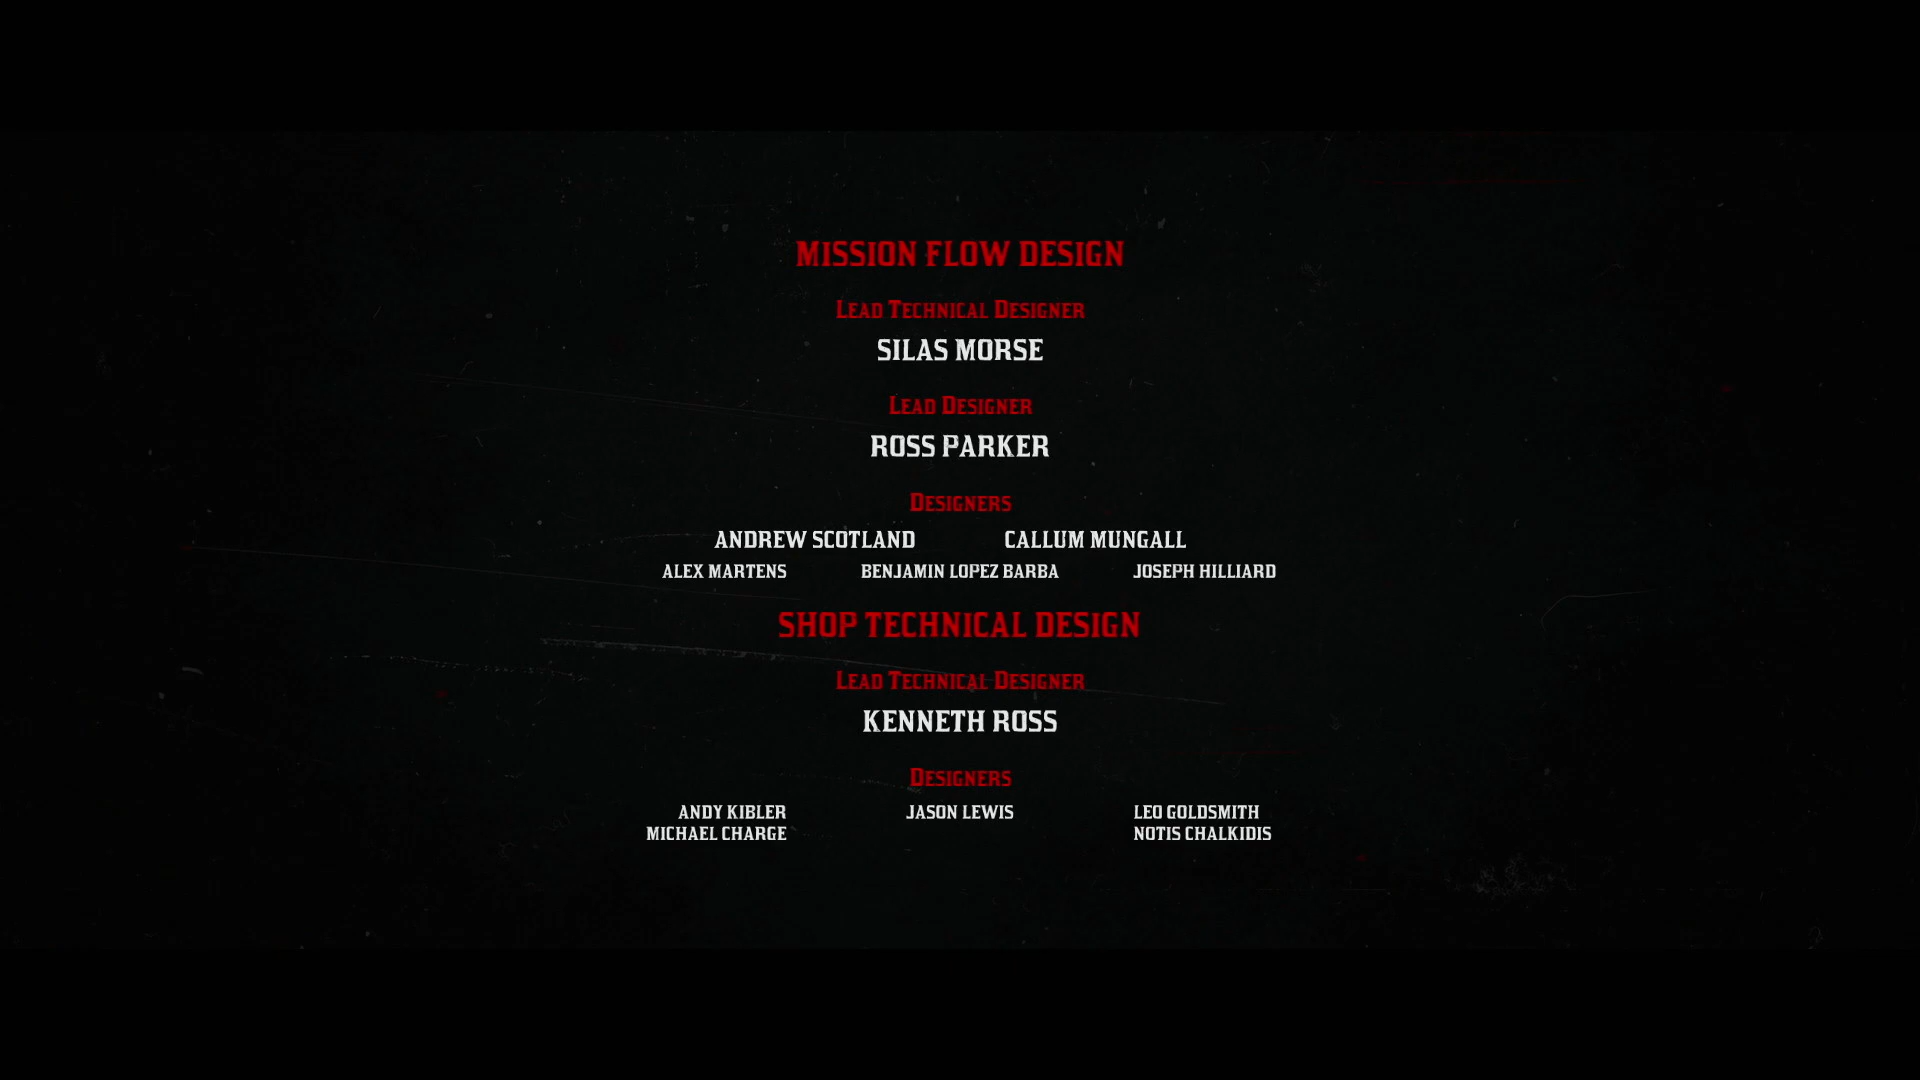 MISSION FLOW DESIGN
LEAD TECHNICAL DESIGNER
SILAS MORSE
LEAD DESIGNER
ROSS PARKER
DESIGNERS
ANDREW SCOTLAND CALLUM MUNGALL
ALEX MARTENS BENJAMIN LOPEZ BARBA JOSEPH HILLIARD
SHOP TECHNICAL DESIGN
LEAD TECHNICAL DESIGNER
KENNETH ROSS
DESIGNERS
ANDY KIBLER JASON LEWIS LEO GOLDSMITH
MICHAEL CHARGE NOTIS CHALKIDIS